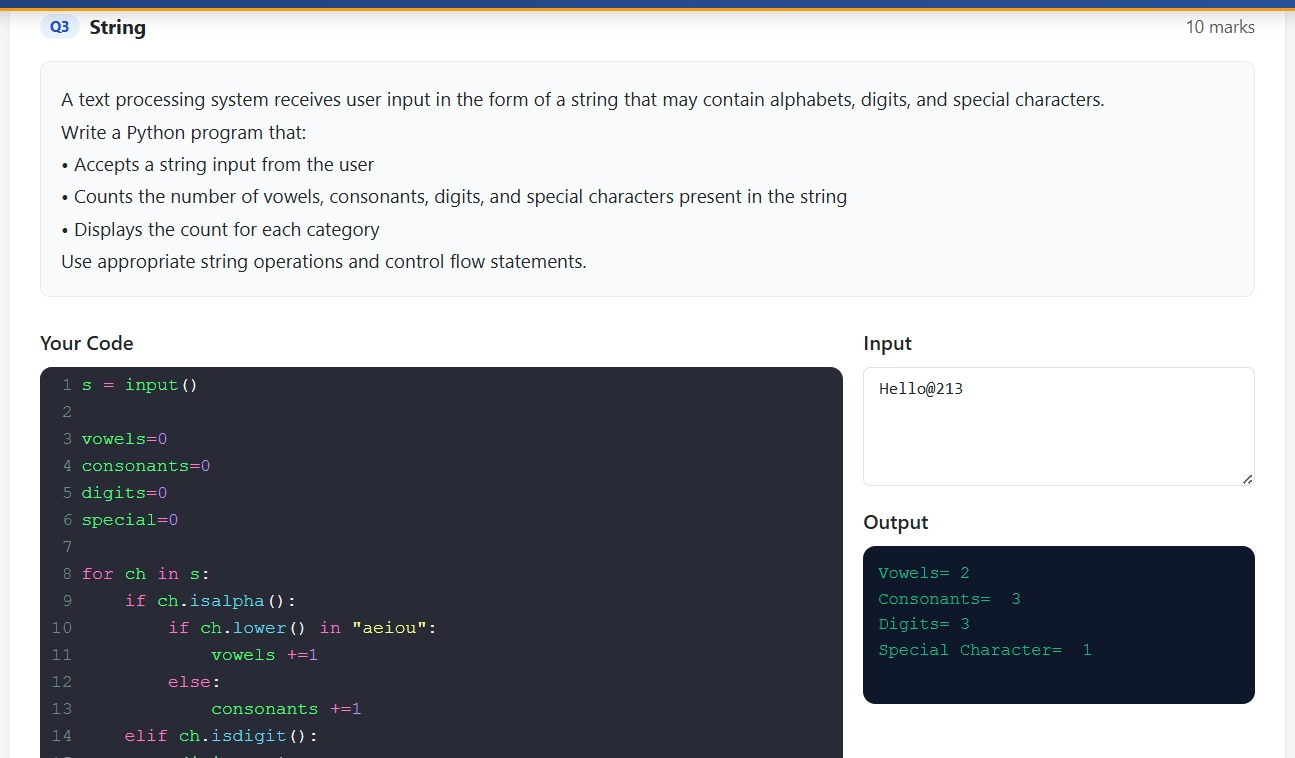 Q3 String 10 marks
A text processing system receives user input in the form of a string that may contain alphabets, digits, and special characters.
Write a Python program that:
• Accepts a string input from the user
• Counts the number of vowels, consonants, digits, and special characters present in the string
• Displays the count for each category
Use appropriate string operations and control flow statements.
Your Code
1 s = input()
2
3 vowels=0
4 consonants=0
5 digits=0
6 special=0
7
8 for ch in s:
9     if ch.isalpha():
10         if ch.lower() in "aeiou":
11             vowels +=1
12         else:
13             consonants +=1
14     elif ch.isdigit():
Input
Hello@213
Output
Vowels= 2
Consonants=  3
Digits= 3
Special Character=  1